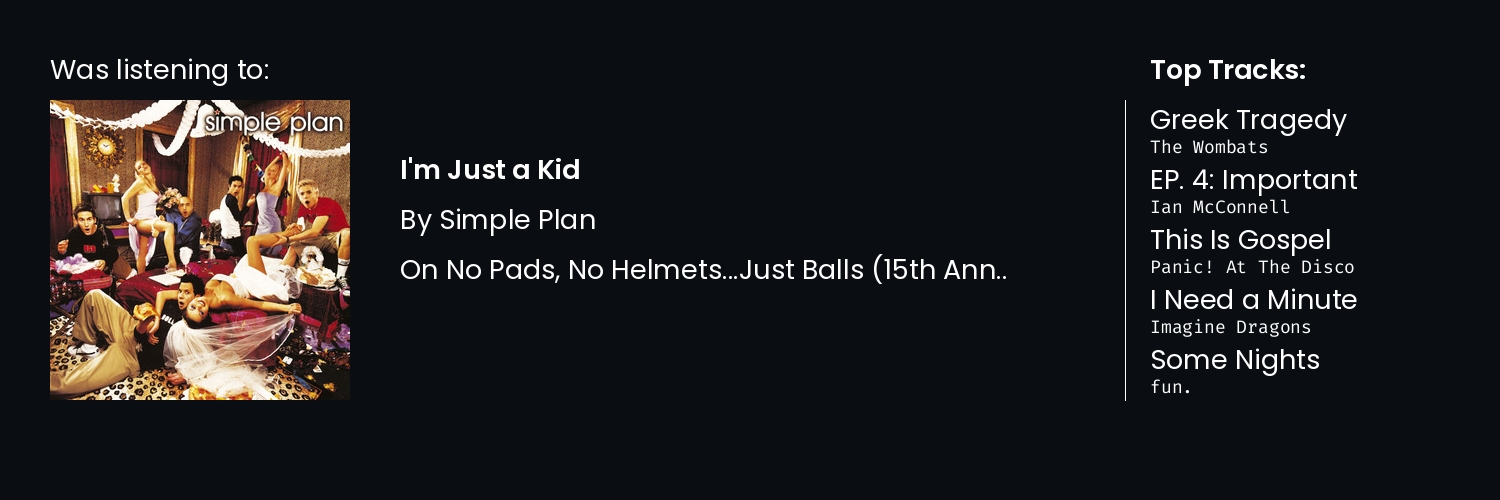 Was listening to:
simple plan
I'm Just a Kid
By Simple Plan
On No Pads, No Helmets...Just Balls (15th Ann..
Top Tracks:
Greek Tragedy
The Wombats
EP. 4: Important
Ian McConnell
This Is Gospel
Panic! At The Disco
I Need a Minute
Imagine Dragons
Some Nights
fun.